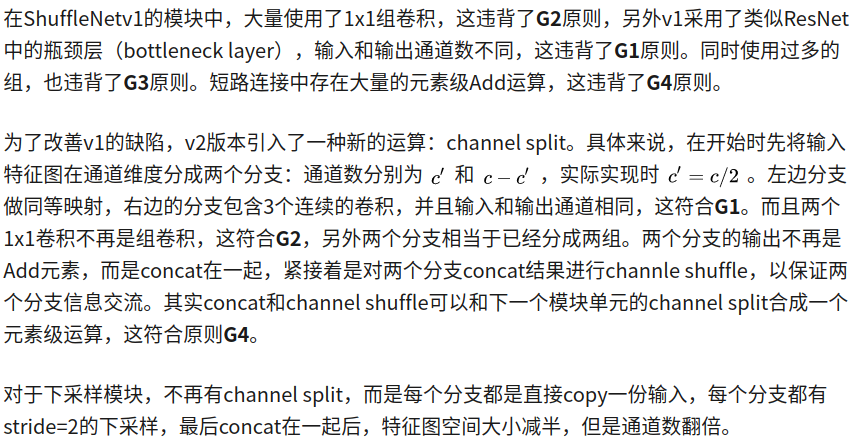 在ShuffleNetv1的模块中，大量使用了1x1组卷积，这违背了G2原则，另外v1采用了类似ResNet
中的瓶颈层（bottleneck layer），输入和输出通道数不同，这违背了G1原则。同时使用过多的
组，也违背了G3原则。短路连接中存在大量的元素级Add运算，这违背了G4原则。
为了改善v1的缺陷，v2版本引入了一种新的运算：channel split。具体来说，在开始时先将输入
特征图在通道维度分成两个分支：通道数分别为 c′ 和 c − c′ ，实际实现时 c′ = c/2 。左边分支
做同等映射，右边的分支包含3个连续的卷积，并且输入和输出通道相同，这符合G1。而且两个
1x1卷积不再是组卷积，这符合G2，另外两个分支相当于已经分成两组。两个分支的输出不再是
Add元素，而是concat在一起，紧接着是对两个分支concat结果进行channle shuffle，以保证两
个分支信息交流。其实concat和channel shuffle可以和下一个模块单元的channel split合成一个
元素级运算，这符合原则G4。
对于下采样模块，不再有channel split，而是每个分支都是直接copy一份输入，每个分支都有
stride=2的下采样，最后concat在一起后，特征图空间大小减半，但是通道数翻倍。